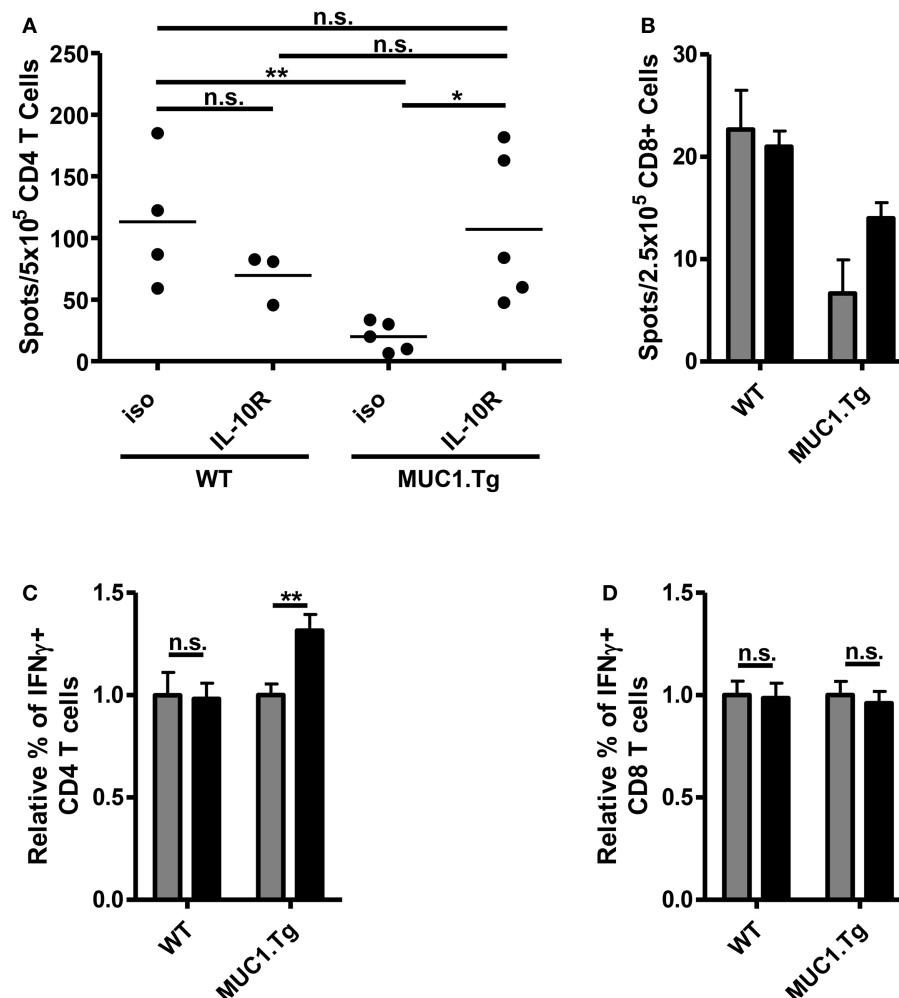 A
n.s.
n.s.
**
n.s.
*
Spots/5x10⁵ CD4 T Cells
250
200
150
100
50
0
iso
IL-10R
iso
IL-10R
WT
MUC1.Tg
B
Spots/2.5x10⁵ CD8+ Cells
30
20
10
0
WT
MUC1.Tg
C
Relative % of IFNγ+
CD4 T cells
1.5
1.0
0.5
0.0
n.s.
**
WT
MUC1.Tg
D
Relative % of IFNγ+
CD8 T cells
1.5
1.0
0.5
0.0
n.s.
n.s.
WT
MUC1.Tg